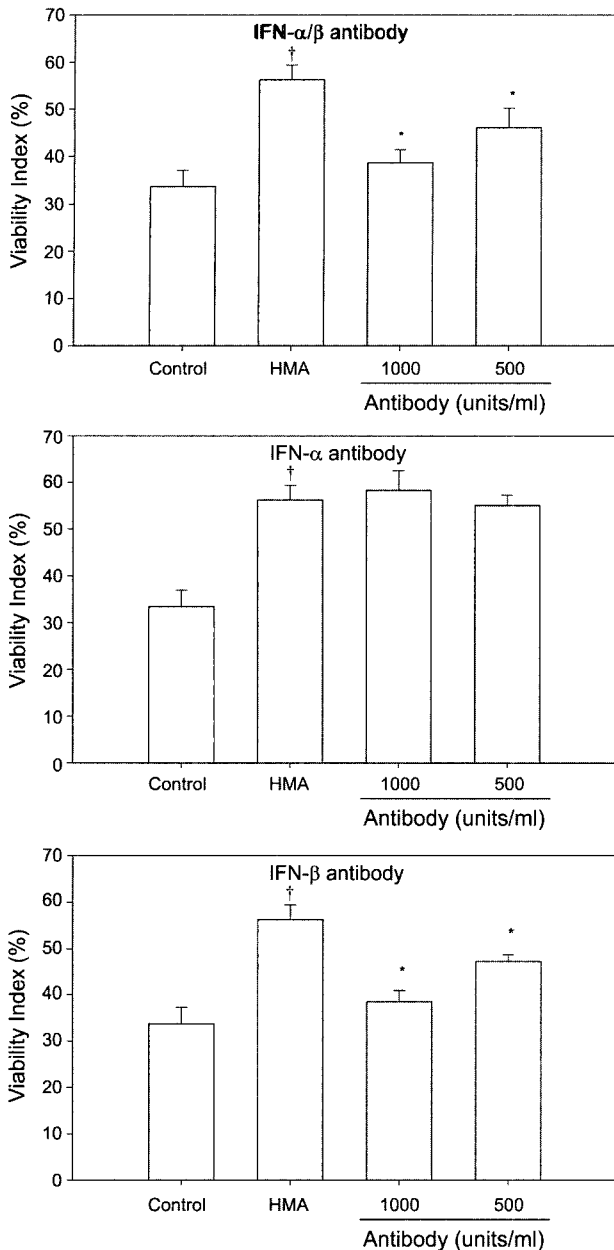 IFN-α/β antibody
†
*
*
Viability Index (%)
70
60
50
40
30
20
10
0
Control HMA 1000 500
Antibody (units/ml)
IFN-α antibody
†
Viability Index (%)
70
60
50
40
30
20
10
0
Control HMA 1000 500
Antibody (units/ml)
IFN-β antibody
†
*
*
Viability Index (%)
70
60
50
40
30
20
10
0
Control HMA 1000 500
Antibody (units/ml)